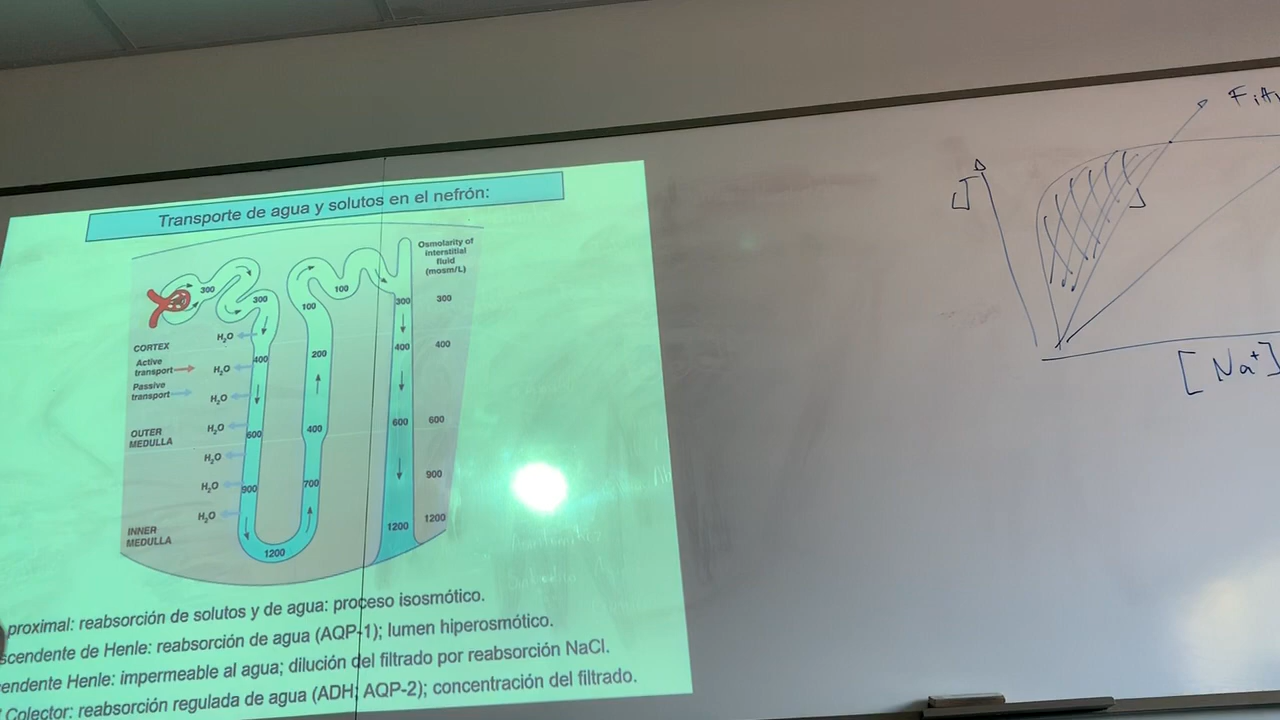 Transporte de agua y solutos en el nefrón:
Osmolarity of
interstitial
fluid
(mosm/L)
300
300
100
100
300
300
CORTEX
H₂O
400
200
400
400
Active
transport
H₂O
Passive
transport
H₂O
OUTER
MEDULLA
H₂O
600
400
600
600
H₂O
H₂O
900
700
900
H₂O
INNER
MEDULLA
1200
1200
1200
proximal: reabsorción de solutos y de agua: proceso isosmótico.
scendente de Henle: reabsorción de agua (AQP-1); lumen hiperosmótico.
endente Henle: impermeable al agua; dilución del filtrado por reabsorción NaCl.
Colector: reabsorción regulada de agua (ADH; AQP-2); concentración del filtrado.
J
J
[Na⁺]